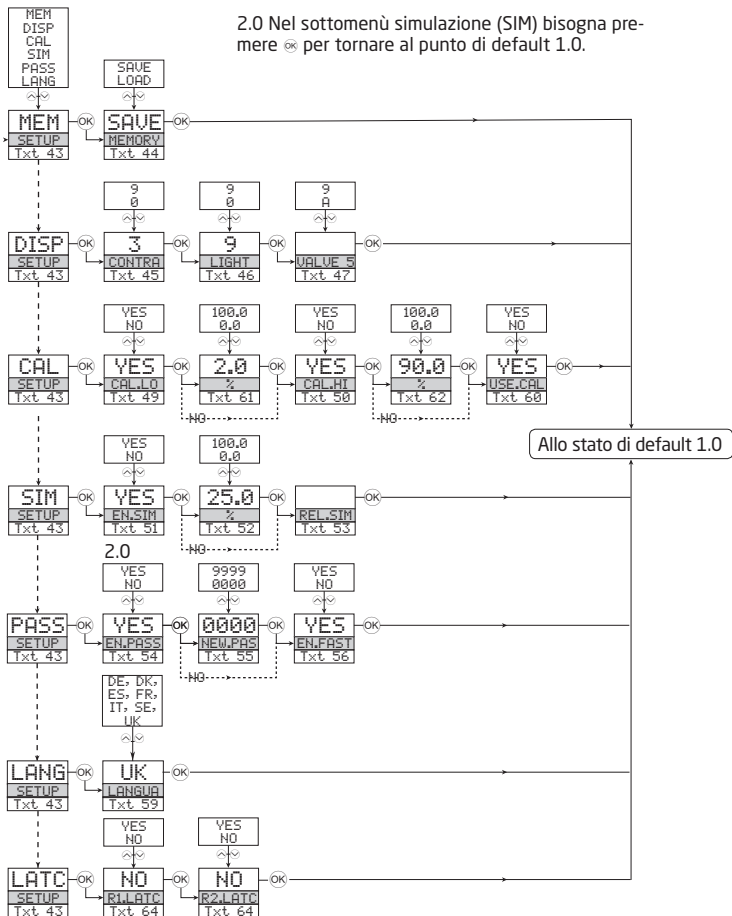 MEM
DISP
CAL
SIM
PASS
LANG
2.0 Nel sottomenù simulazione (SIM) bisogna pre-
mere OK per tornare al punto di default 1.0.
SAVE
LOAD
MEM OK SAVE OK
SETUP MEMORY
Txt 43 Txt 44
9 9 9
0 0 A
DISP OK 3 OK 9 OK OK
SETUP CONTRA LIGHT VALVE 5
Txt 43 Txt 45 Txt 46 Txt 47
YES 100.0 YES 100.0 YES
NO 0.0 NO 0.0 NO
CAL OK YES OK 2.0 OK YES OK 90.0 OK YES OK
SETUP CAL.LO % CAL.HI % USE.CAL
Txt 43 Txt 49 Txt 61 Txt 50 Txt 62 Txt 60
NO NO
Allo stato di default 1.0
YES 100.0
NO 0.0
SIM OK YES OK 25.0 OK OK
SETUP EN.SIM % REL.SIM
Txt 43 Txt 51 Txt 52 Txt 53
NO
2.0
YES 9999 YES
NO 0000 NO
PASS OK YES OK 0000 OK YES OK
SETUP EN.PASS NEW.PAS EN.FAST
Txt 43 Txt 54 Txt 55 Txt 56
NO
DE, DK,
ES, FR,
IT, SE,
UK
LANG OK UK OK
SETUP LANGUA
Txt 43 Txt 59
YES YES
NO NO
LATC OK NO OK NO OK
SETUP R1.LATC R2.LATC
Txt 43 Txt 64 Txt 64